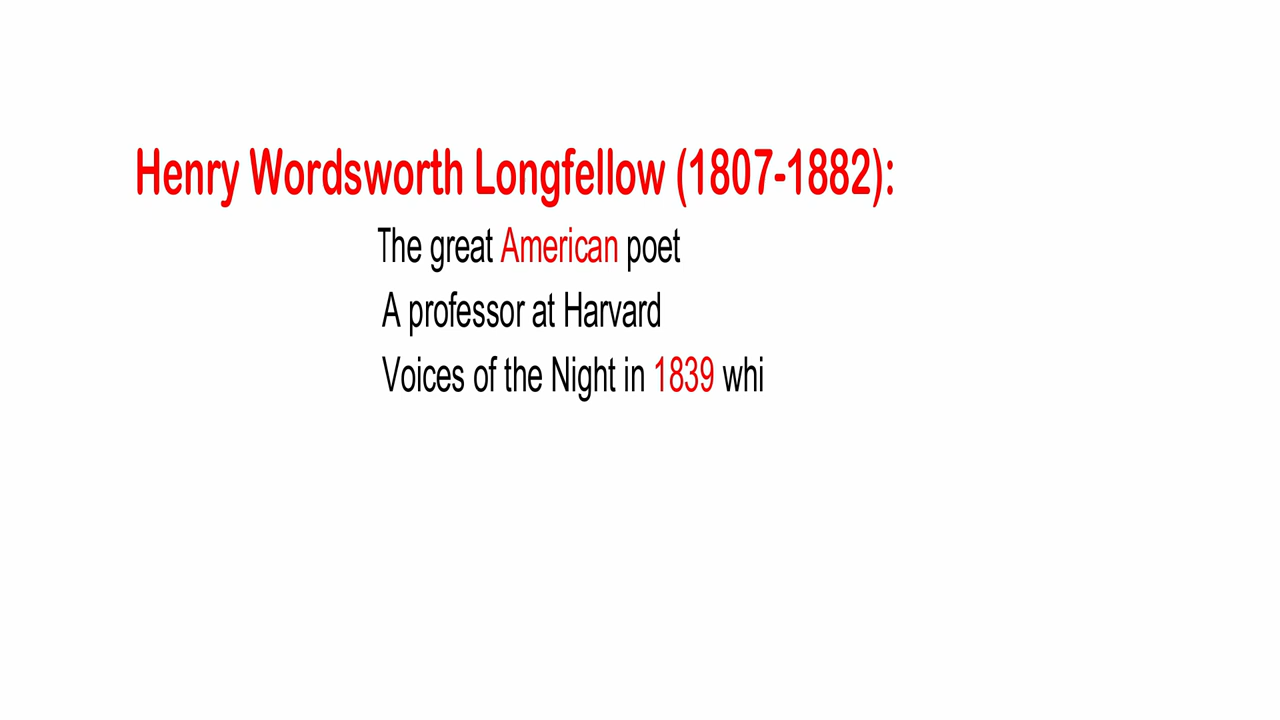 Henry Wordsworth Longfellow (1807-1882):
The great American poet
A professor at Harvard
Voices of the Night in 1839 whi